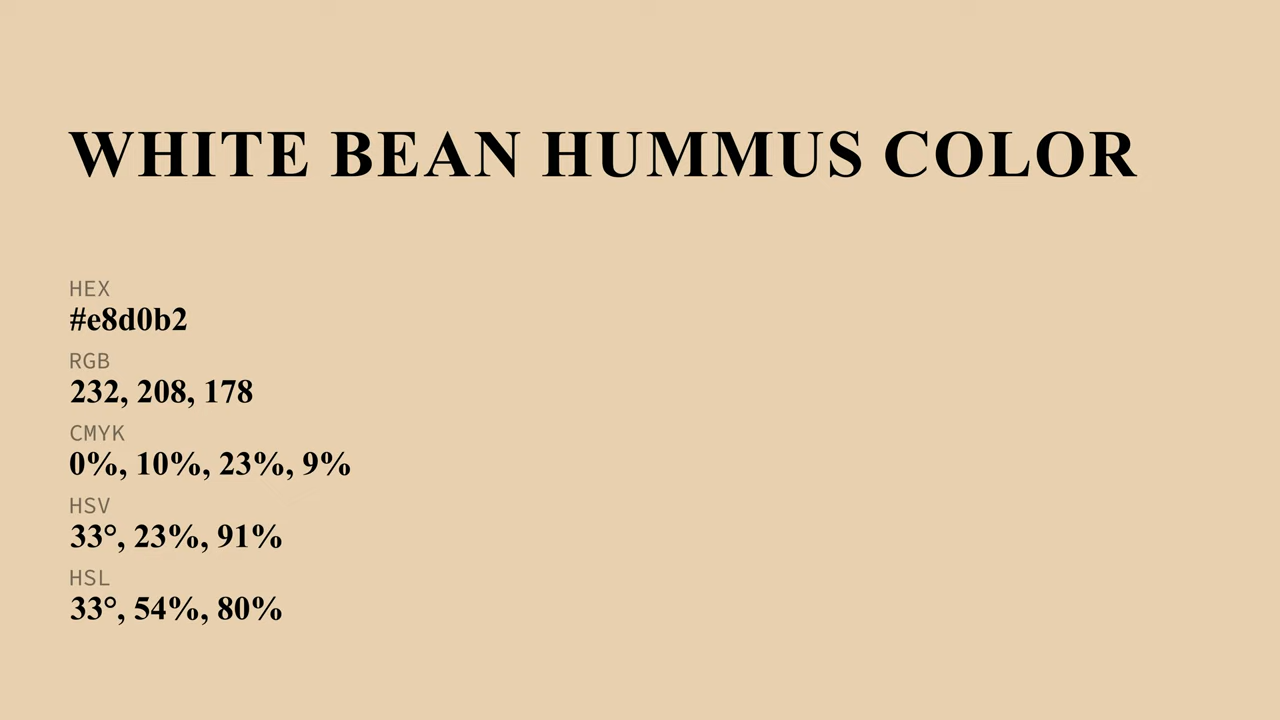 WHITE BEAN HUMMUS COLOR
HEX
#e8d0b2
RGB
232, 208, 178
CMYK
0%, 10%, 23%, 9%
HSV
33°, 23%, 91%
HSL
33°, 54%, 80%